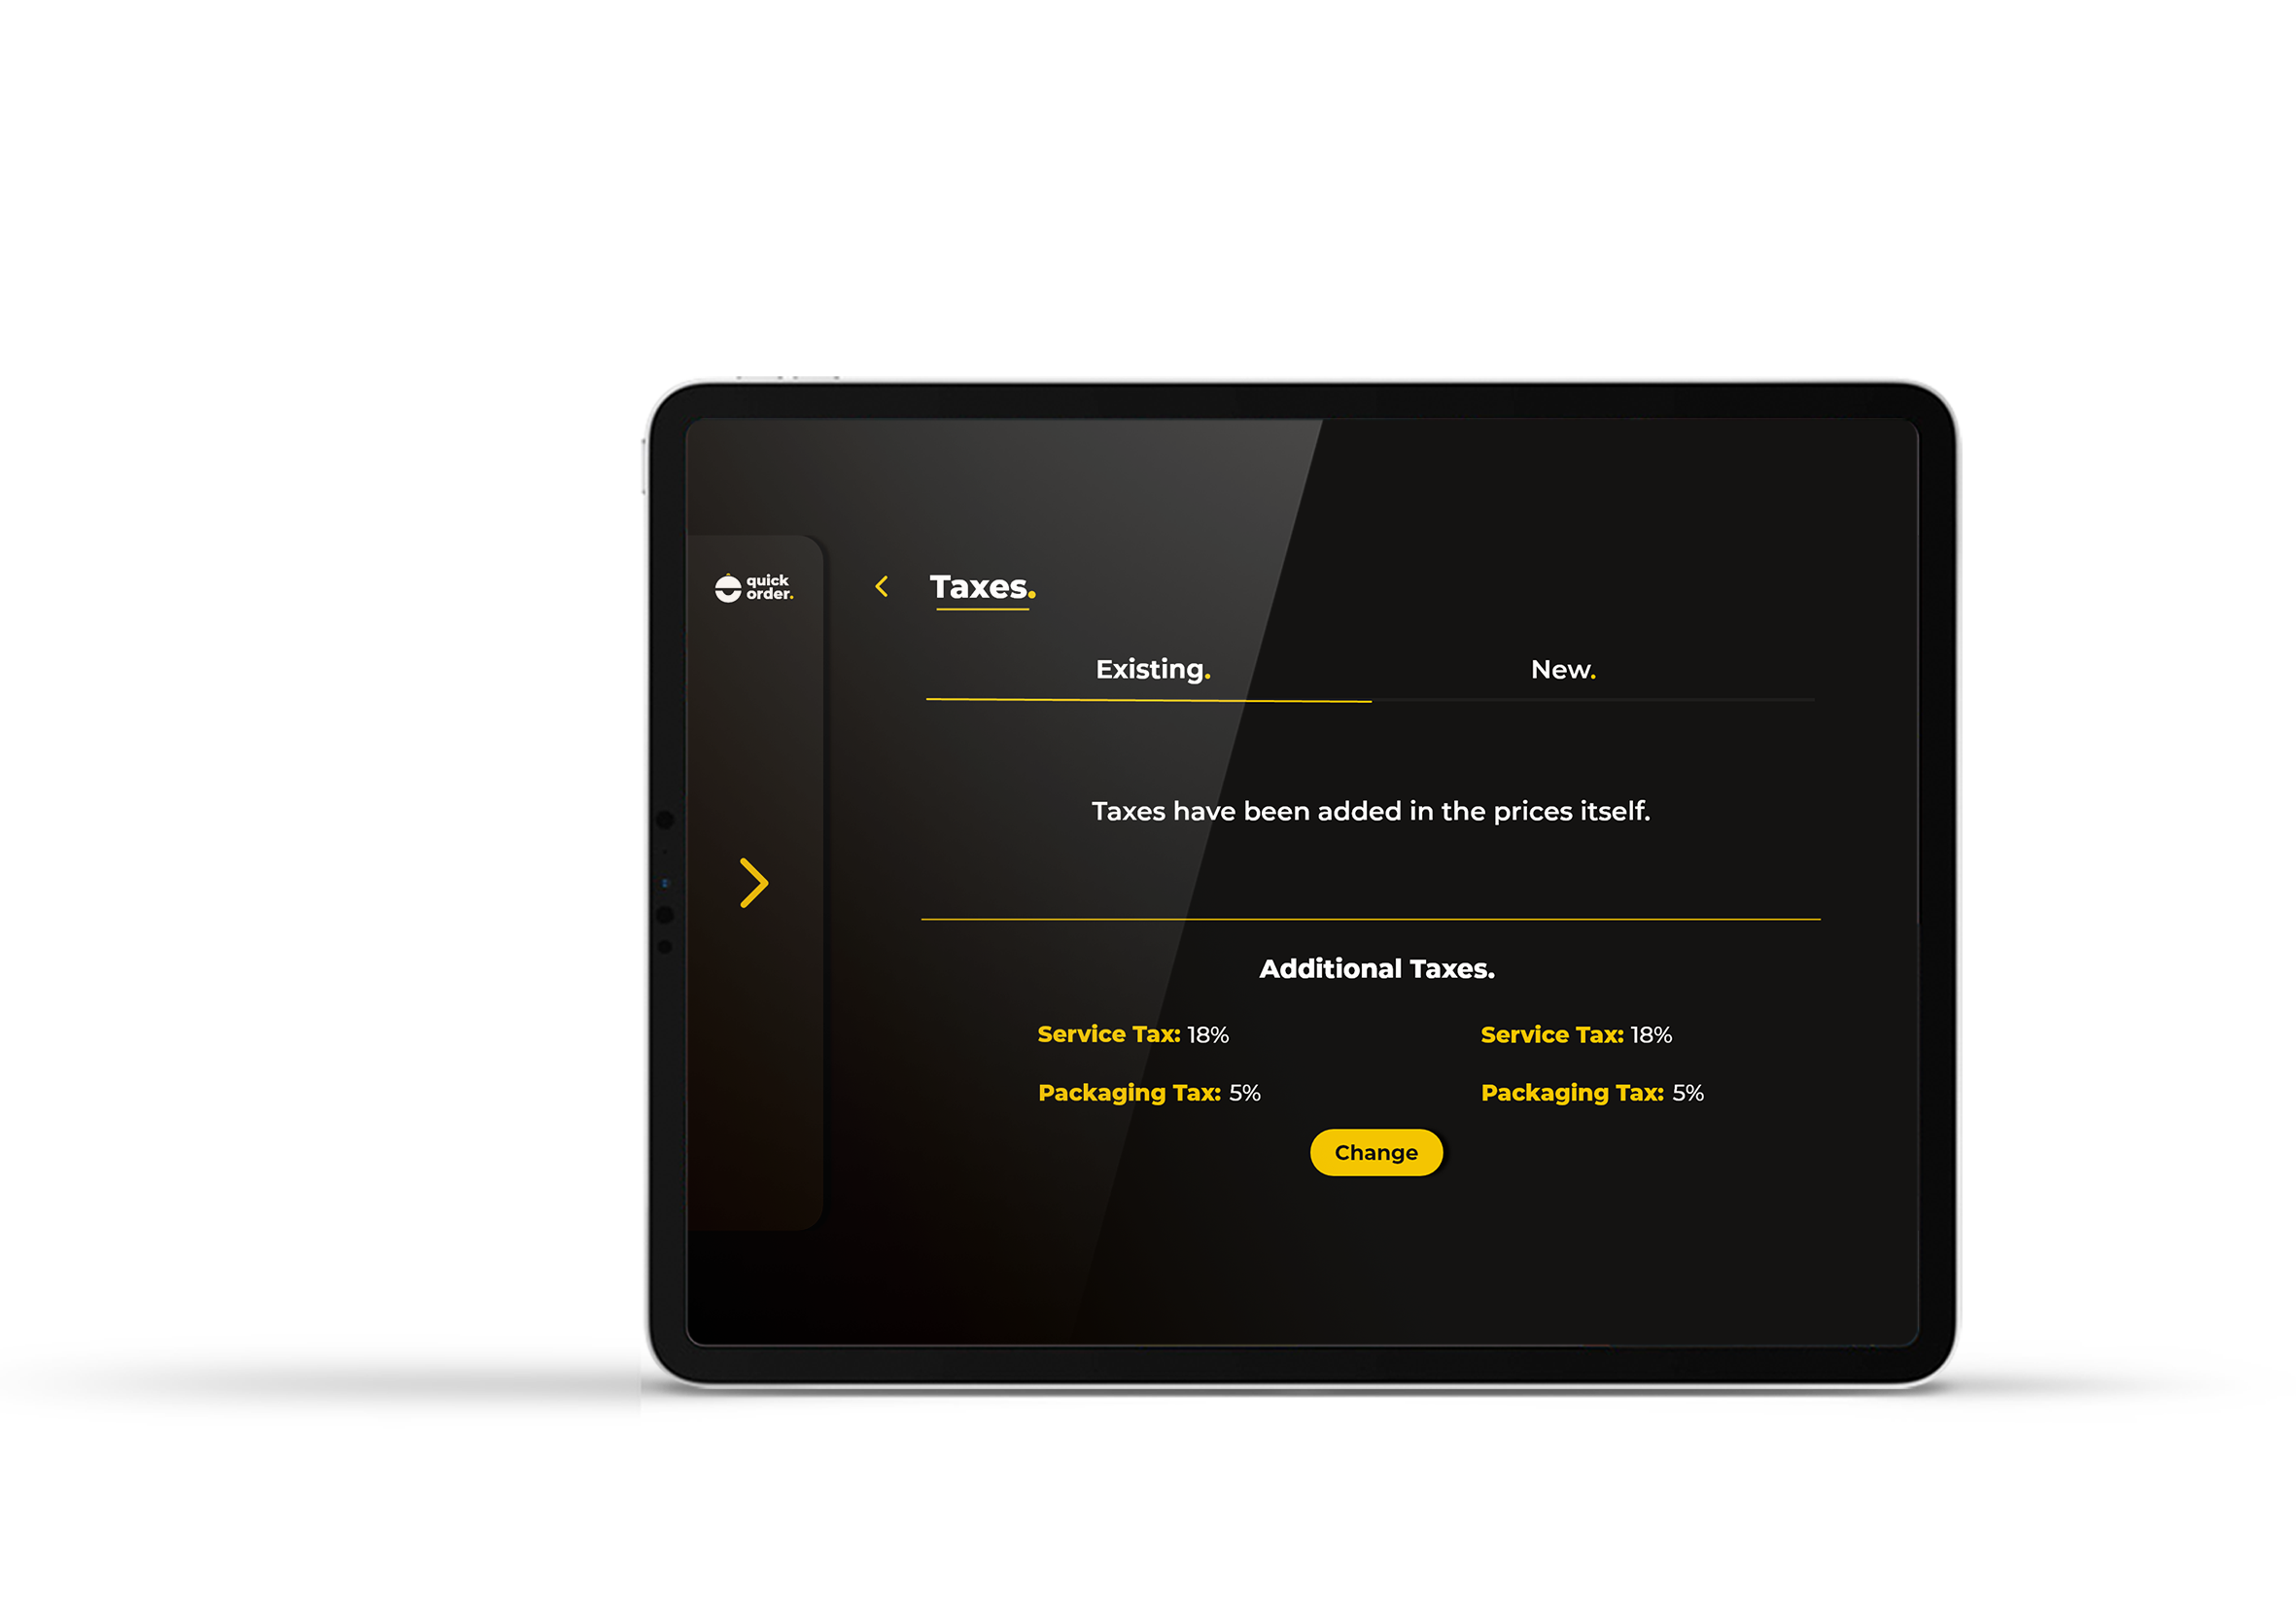 quick
order.
Taxes.
Existing. New.
Taxes have been added in the prices itself.
Additional Taxes.
Service Tax: 18% Service Tax: 18%
Packaging Tax: 5% Packaging Tax: 5%
Change